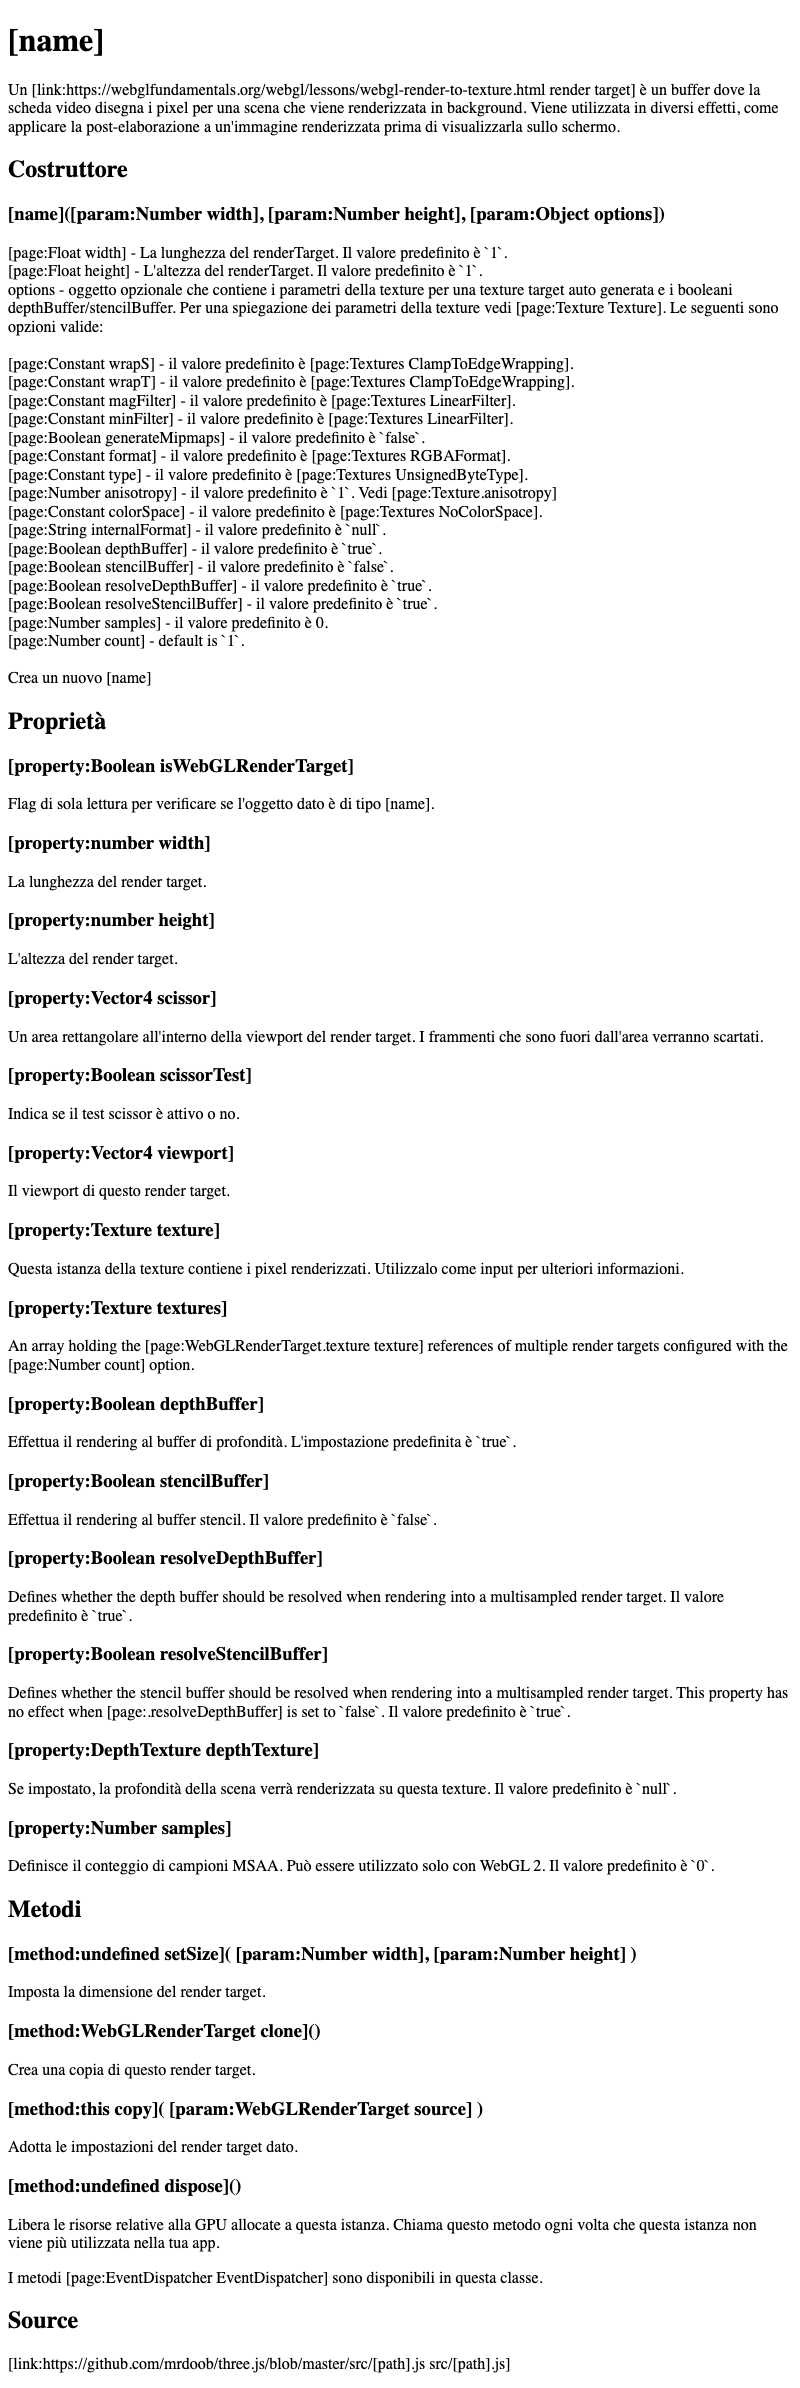 [name]
Un [link:https://webglfundamentals.org/webgl/lessons/webgl-render-to-texture.html render target] è un buffer dove la
scheda video disegna i pixel per una scena che viene renderizzata in background. Viene utilizzata in diversi effetti, come
applicare la post-elaborazione a un'immagine renderizzata prima di visualizzarla sullo schermo.
Costruttore
[name]([param:Number width], [param:Number height], [param:Object options])
[page:Float width] - La lunghezza del renderTarget. Il valore predefinito è `1`.
[page:Float height] - L'altezza del renderTarget. Il valore predefinito è `1`.
options - oggetto opzionale che contiene i parametri della texture per una texture target auto generata e i booleani
depthBuffer/stencilBuffer. Per una spiegazione dei parametri della texture vedi [page:Texture Texture]. Le seguenti sono
opzioni valide:
[page:Constant wrapS] - il valore predefinito è [page:Textures ClampToEdgeWrapping].
[page:Constant wrapT] - il valore predefinito è [page:Textures ClampToEdgeWrapping].
[page:Constant magFilter] - il valore predefinito è [page:Textures LinearFilter].
[page:Constant minFilter] - il valore predefinito è [page:Textures LinearFilter].
[page:Boolean generateMipmaps] - il valore predefinito è `false`.
[page:Constant format] - il valore predefinito è [page:Textures RGBAFormat].
[page:Constant type] - il valore predefinito è [page:Textures UnsignedByteType].
[page:Number anisotropy] - il valore predefinito è `1`. Vedi [page:Texture.anisotropy]
[page:Constant colorSpace] - il valore predefinito è [page:Textures NoColorSpace].
[page:String internalFormat] - il valore predefinito è `null`.
[page:Boolean depthBuffer] - il valore predefinito è `true`.
[page:Boolean stencilBuffer] - il valore predefinito è `false`.
[page:Boolean resolveDepthBuffer] - il valore predefinito è `true`.
[page:Boolean resolveStencilBuffer] - il valore predefinito è `true`.
[page:Number samples] - il valore predefinito è 0.
[page:Number count] - default is `1`.
Crea un nuovo [name]
Proprietà
[property:Boolean isWebGLRenderTarget]
Flag di sola lettura per verificare se l'oggetto dato è di tipo [name].
[property:number width]
La lunghezza del render target.
[property:number height]
L'altezza del render target.
[property:Vector4 scissor]
Un area rettangolare all'interno della viewport del render target. I frammenti che sono fuori dall'area verranno scartati.
[property:Boolean scissorTest]
Indica se il test scissor è attivo o no.
[property:Vector4 viewport]
Il viewport di questo render target.
[property:Texture texture]
Questa istanza della texture contiene i pixel renderizzati. Utilizzalo come input per ulteriori informazioni.
[property:Texture textures]
An array holding the [page:WebGLRenderTarget.texture texture] references of multiple render targets configured with the
[page:Number count] option.
[property:Boolean depthBuffer]
Effettua il rendering al buffer di profondità. L'impostazione predefinita è `true`.
[property:Boolean stencilBuffer]
Effettua il rendering al buffer stencil. Il valore predefinito è `false`.
[property:Boolean resolveDepthBuffer]
Defines whether the depth buffer should be resolved when rendering into a multisampled render target. Il valore
predefinito è `true`.
[property:Boolean resolveStencilBuffer]
Defines whether the stencil buffer should be resolved when rendering into a multisampled render target. This property has
no effect when [page:.resolveDepthBuffer] is set to `false`. Il valore predefinito è `true`.
[property:DepthTexture depthTexture]
Se impostato, la profondità della scena verrà renderizzata su questa texture. Il valore predefinito è `null`.
[property:Number samples]
Definisce il conteggio di campioni MSAA. Può essere utilizzato solo con WebGL 2. Il valore predefinito è `0`.
Metodi
[method:undefined setSize]( [param:Number width], [param:Number height] )
Imposta la dimensione del render target.
[method:WebGLRenderTarget clone]()
Crea una copia di questo render target.
[method:this copy]( [param:WebGLRenderTarget source] )
Adotta le impostazioni del render target dato.
[method:undefined dispose]()
Libera le risorse relative alla GPU allocate a questa istanza. Chiama questo metodo ogni volta che questa istanza non
viene più utilizzata nella tua app.
I metodi [page:EventDispatcher EventDispatcher] sono disponibili in questa classe.
Source
[link:https://github.com/mrdoob/three.js/blob/master/src/[path].js src/[path].js]